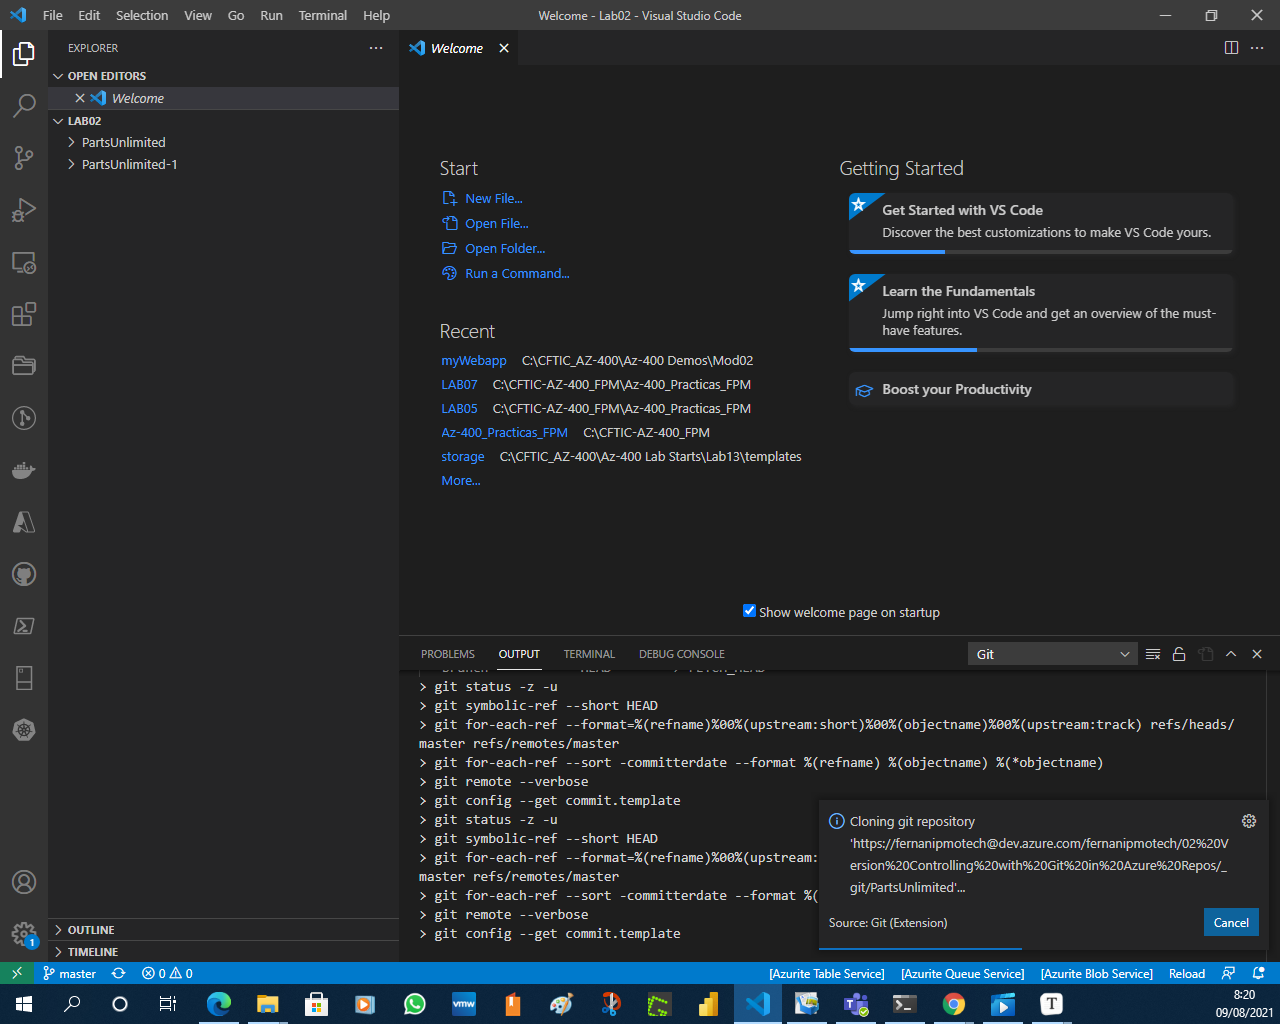 File Edit Selection View Go Run Terminal Help
Welcome - Lab02 - Visual Studio Code
EXPLORER
OPEN EDITORS
Welcome
LAB02
PartsUnlimited
PartsUnlimited-1
OUTLINE
TIMELINE
Welcome
Start
New File...
Open File...
Open Folder...
Run a Command...
Recent
myWebapp C:\CFTIC_AZ-400\Az-400 Demos\Mod02
LAB07 C:\CFTIC-AZ-400_FPM\Az-400_Practicas_FPM
LAB05 C:\CFTIC-AZ-400_FPM\Az-400_Practicas_FPM
Az-400_Practicas_FPM C:\CFTIC-AZ-400_FPM
storage C:\CFTIC_AZ-400\Az-400 Lab Starts\Lab13\templates
More...
Getting Started
Get Started with VS Code
Discover the best customizations to make VS Code yours.
Learn the Fundamentals
Jump right into VS Code and get an overview of the must-
have features.
Boost your Productivity
Show welcome page on startup
PROBLEMS OUTPUT TERMINAL DEBUG CONSOLE
Git
> git status -z -u
> git symbolic-ref --short HEAD
> git for-each-ref --format=%(refname)%00%(upstream:short)%00%(objectname)%00%(upstream:track) refs/heads/
master refs/remotes/master
> git for-each-ref --sort -committerdate --format %(refname) %(objectname) %(*objectname)
> git remote --verbose
> git config --get commit.template
> git status -z -u
> git symbolic-ref --short HEAD
> git for-each-ref --format=%(refname)%00%(upstream:
master refs/remotes/master
> git for-each-ref --sort -committerdate --format %(
> git remote --verbose
> git config --get commit.template
Cloning git repository
'https://fernanipmotech@dev.azure.com/fernanipmotech/02%20V
ersion%20Controlling%20with%20Git%20in%20Azure%20Repos/_
git/PartsUnlimited'...
Source: Git (Extension)
Cancel
1
master 0 0
[Azurite Table Service] [Azurite Queue Service] [Azurite Blob Service] Reload
vmw
T
8:20
09/08/2021